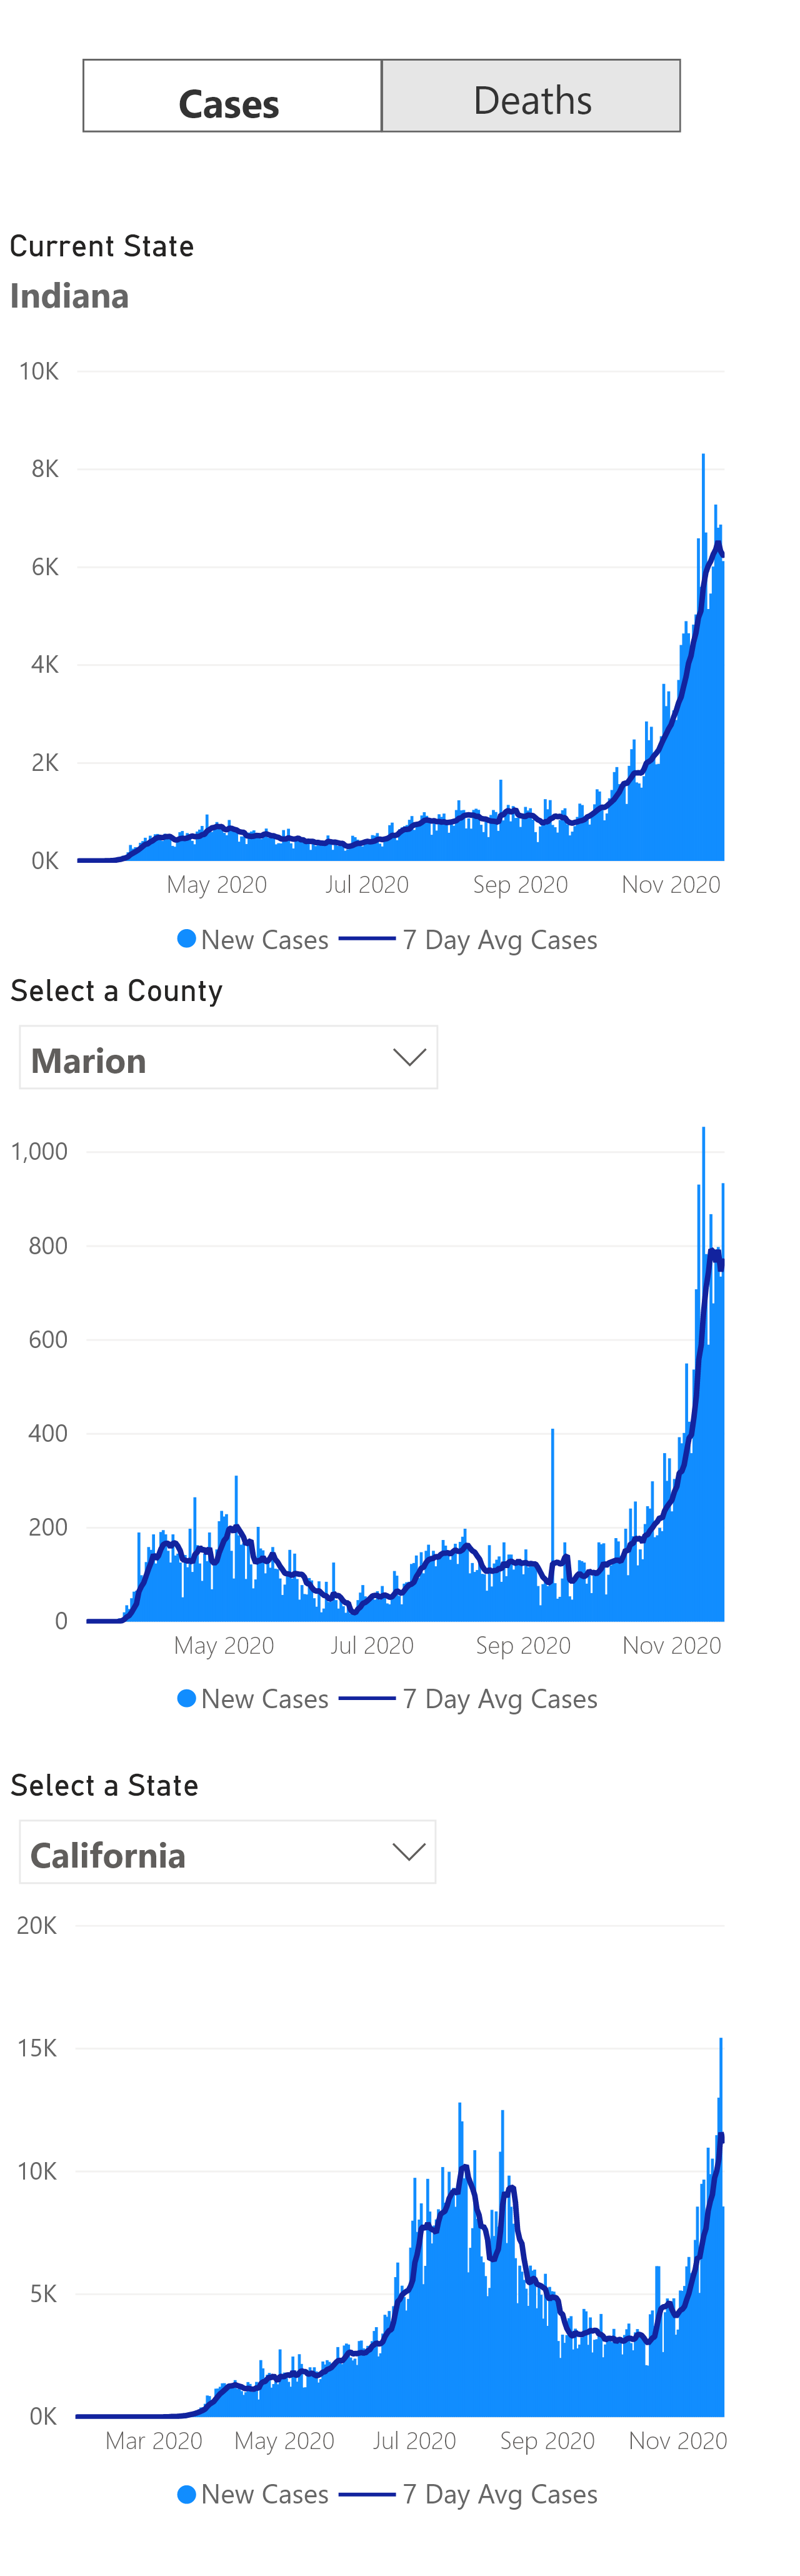 Cases Deaths
Current State
Indiana
10K
8K
6K
4K
2K
0K
May 2020 Jul 2020 Sep 2020 Nov 2020
New Cases 7 Day Avg Cases
Select a County
Marion
1,000
800
600
400
200
0
May 2020 Jul 2020 Sep 2020 Nov 2020
New Cases 7 Day Avg Cases
Select a State
California
20K
15K
10K
5K
0K
Mar 2020 May 2020 Jul 2020 Sep 2020 Nov 2020
New Cases 7 Day Avg Cases